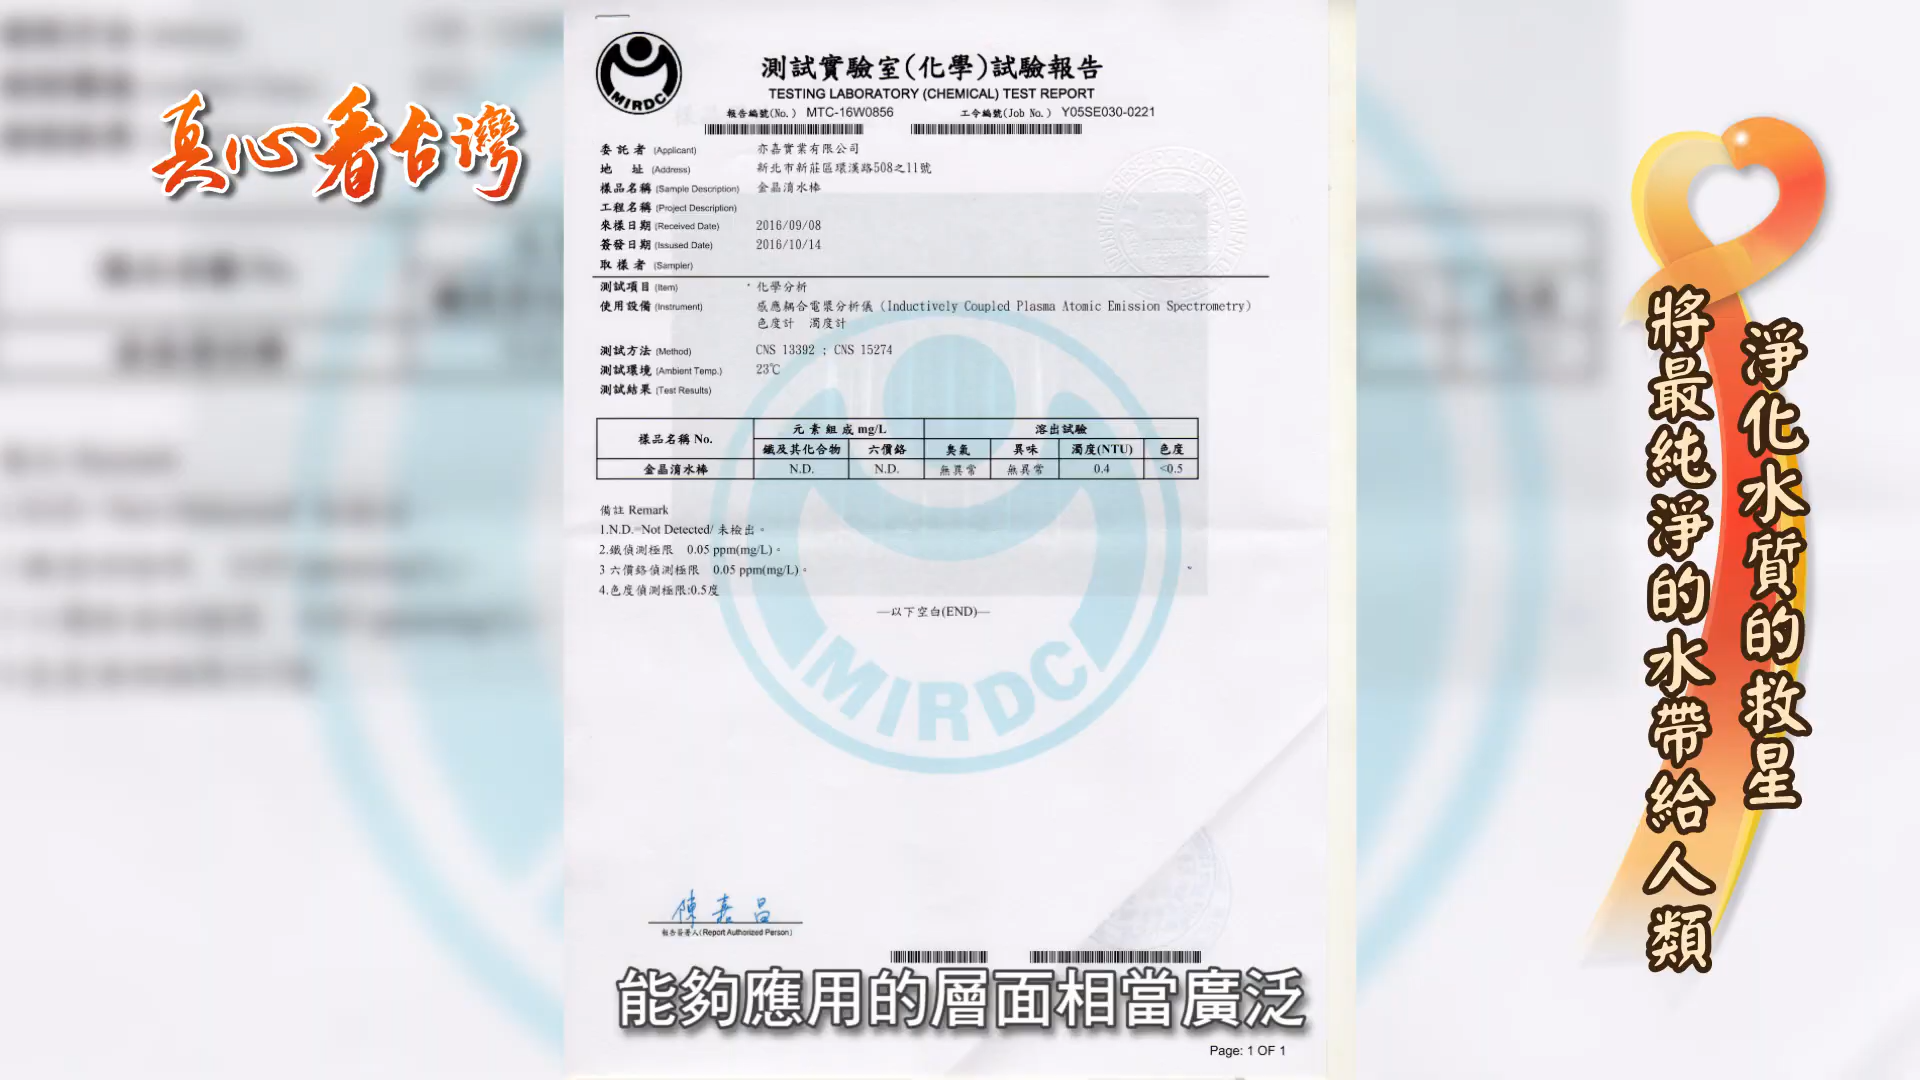 真心看台灣
MIRDC
測試實驗室(化學)試驗報告
TESTING LABORATORY (CHEMICAL) TEST REPORT
報告編號(No.) MTC-16W0856 工令編號(Job No.) Y05SE030-0221
委託者 (Applicant) 亦嘉實業有限公司
地 址 (Address) 新北市新莊區環漢路508之11號
樣品名稱 (Sample Description) 金晶淯水棒
工程名稱 (Project Description)
來樣日期 (Received Date) 2016/09/08
簽發日期 (Issused Date) 2016/10/14
取樣者 (Sampler)
測試項目 (Item) 化學分析
使用設備 (Instrument) 感應耦合電漿分析儀 (Inductively Coupled Plasma Atomic Emission Spectrometry)
色度計 濁度計
測試方法 (Method) CNS 13392 ; CNS 15274
測試環境 (Ambient Temp.) 23℃
測試結果 (Test Results)
樣品名稱 No. 元素組成 mg/L 溶出試驗
鐵及其化合物 六價鉻 臭氣 異味 濁度(NTU) 色度
金晶淯水棒 N.D. N.D. 無異常 無異常 0.4 <0.5
備註 Remark
1.N.D.=Not Detected/ 未檢出。
2.鐵偵測極限 0.05 ppm(mg/L)。
3 六價鉻偵測極限 0.05 ppm(mg/L)。
4.色度偵測極限:0.5度
—以下空白(END)—
MIRDC
陳嘉昌
報告簽署人(Report Authorized Person)
能夠應用的層面相當廣泛
Page: 1 OF 1
淨化水質的救星
將最純淨的水帶給人類